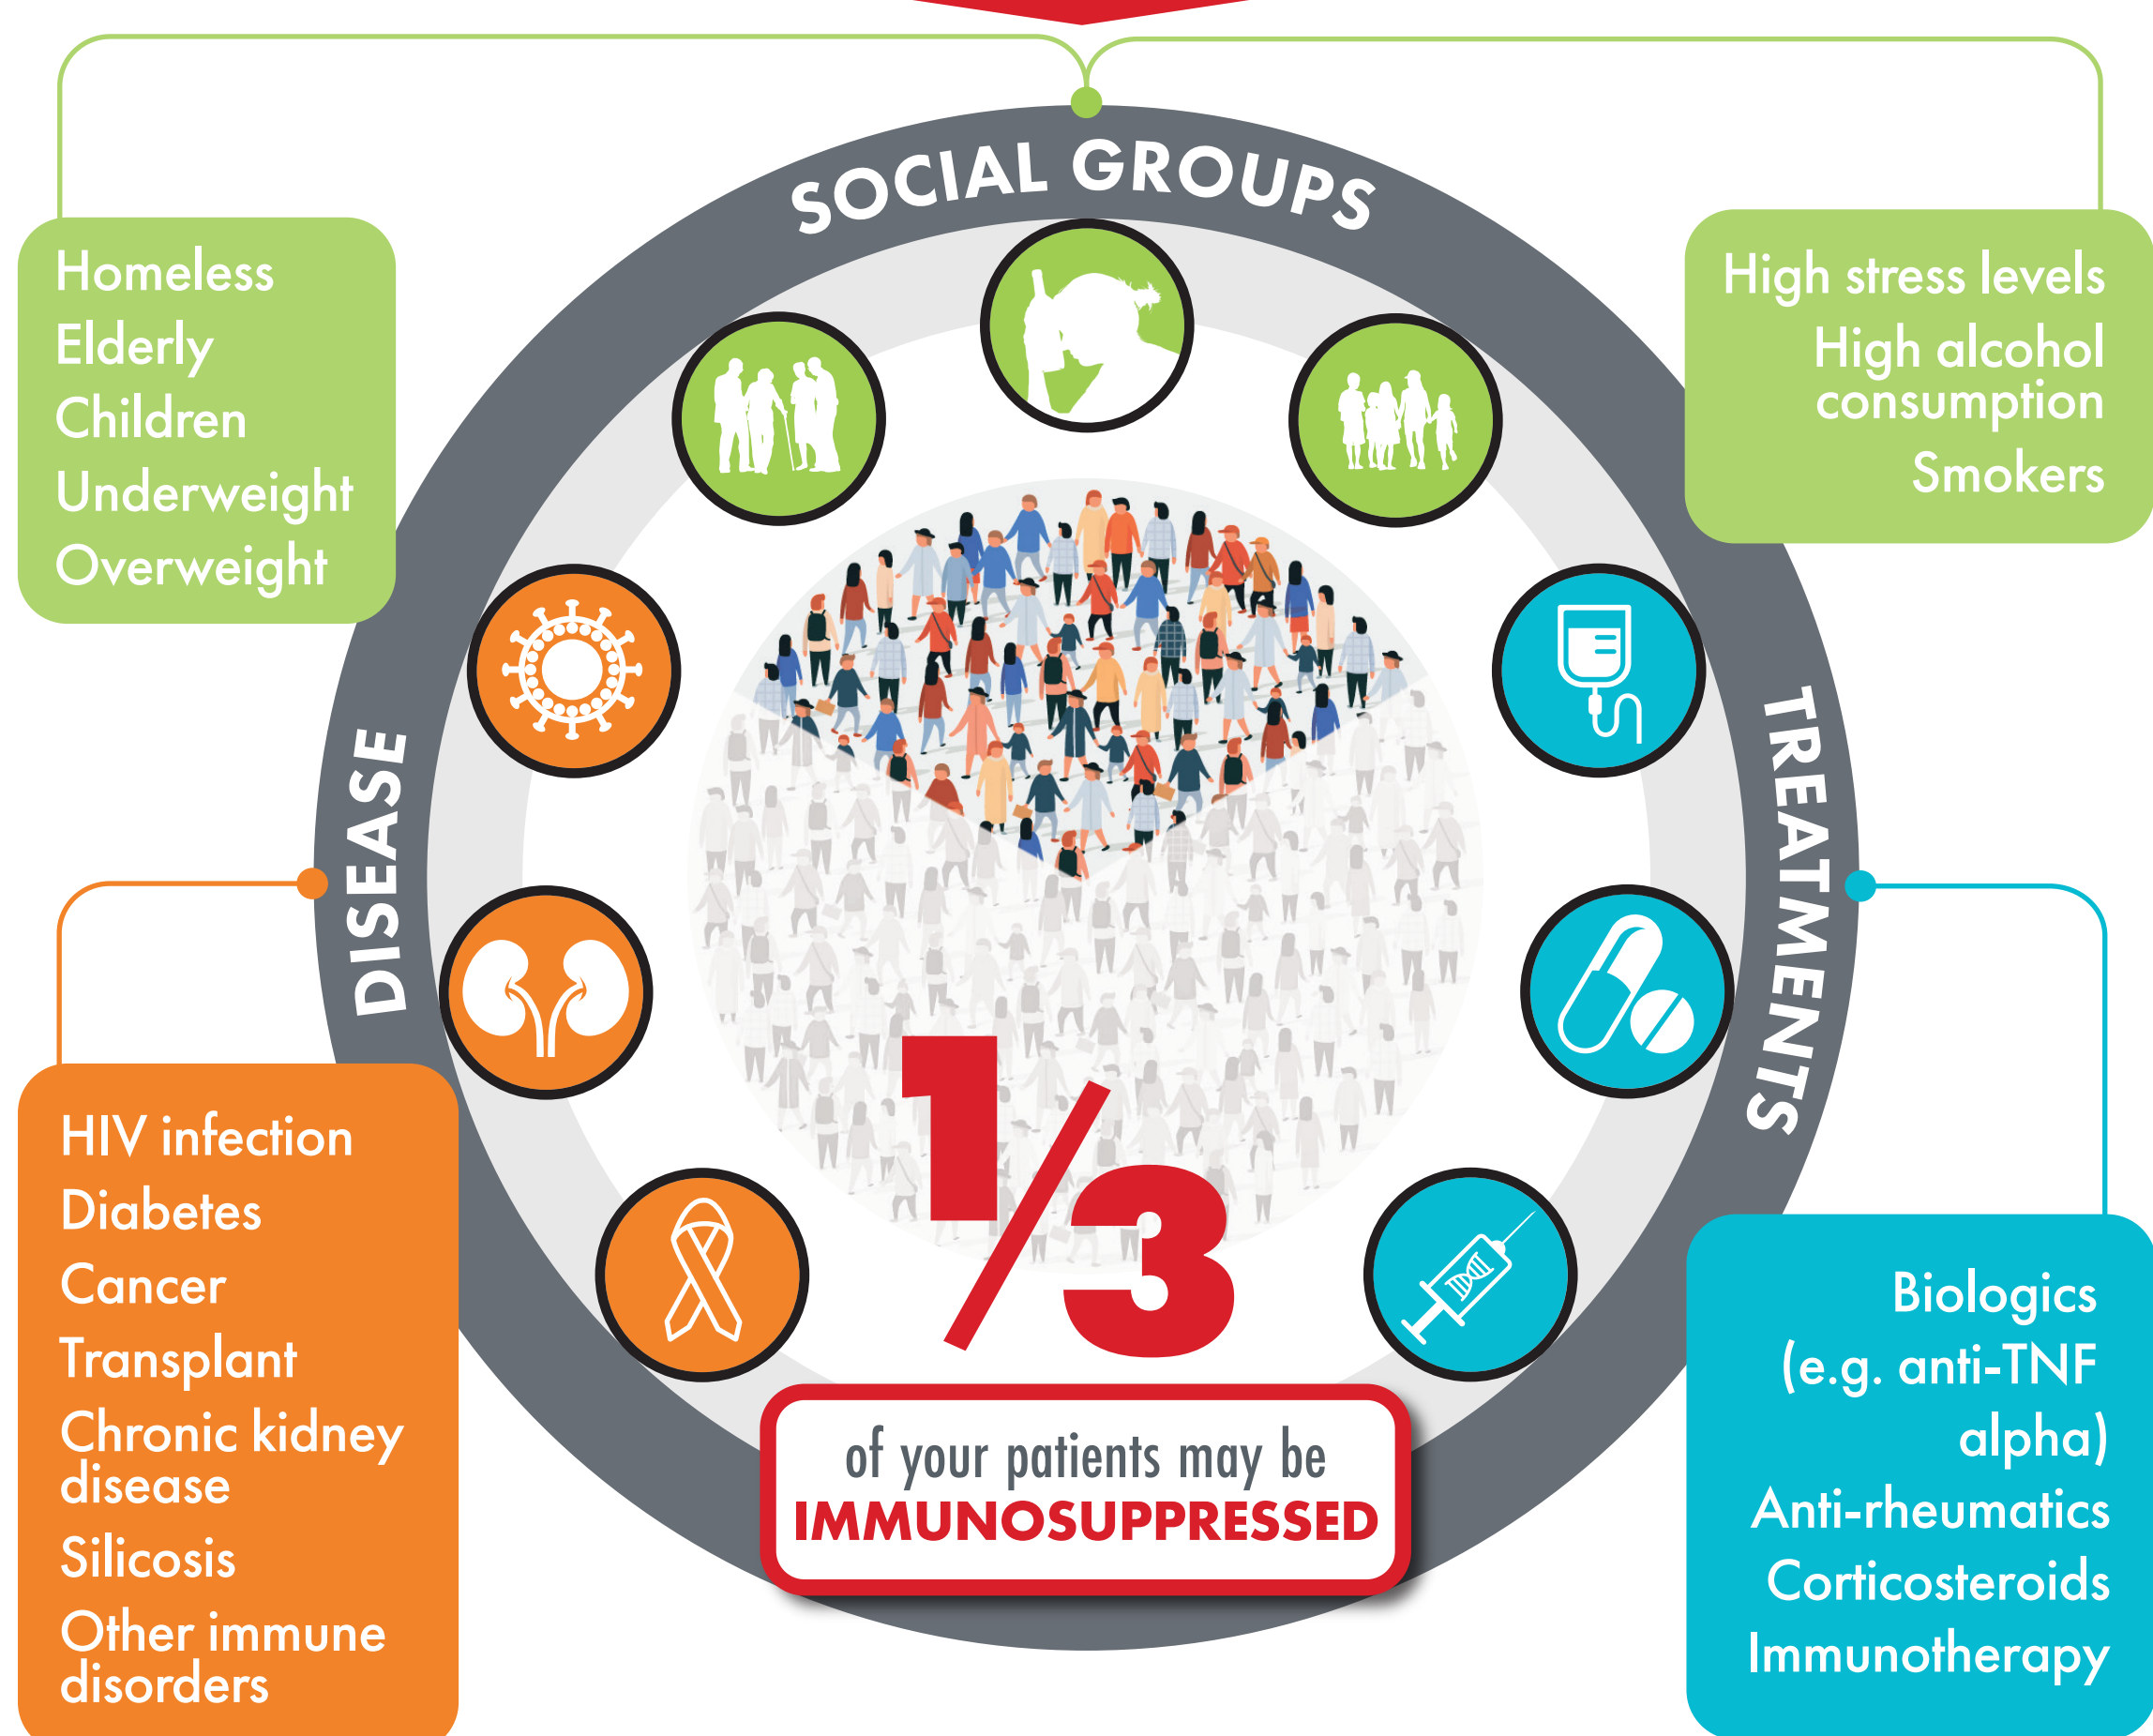 SOCIAL GROUPS
Homeless
Elderly
Children
Underweight
Overweight
High stress levels
High alcohol
consumption
Smokers
DISEASE
HIV infection
Diabetes
Cancer
Transplant
Chronic kidney
disease
Silicosis
Other immune
disorders
TREATMENTS
Biologics
(e.g. anti-TNF
alpha)
Anti-rheumatics
Corticosteroids
Immunotherapy
1/3
of your patients may be
IMMUNOSUPPRESSED